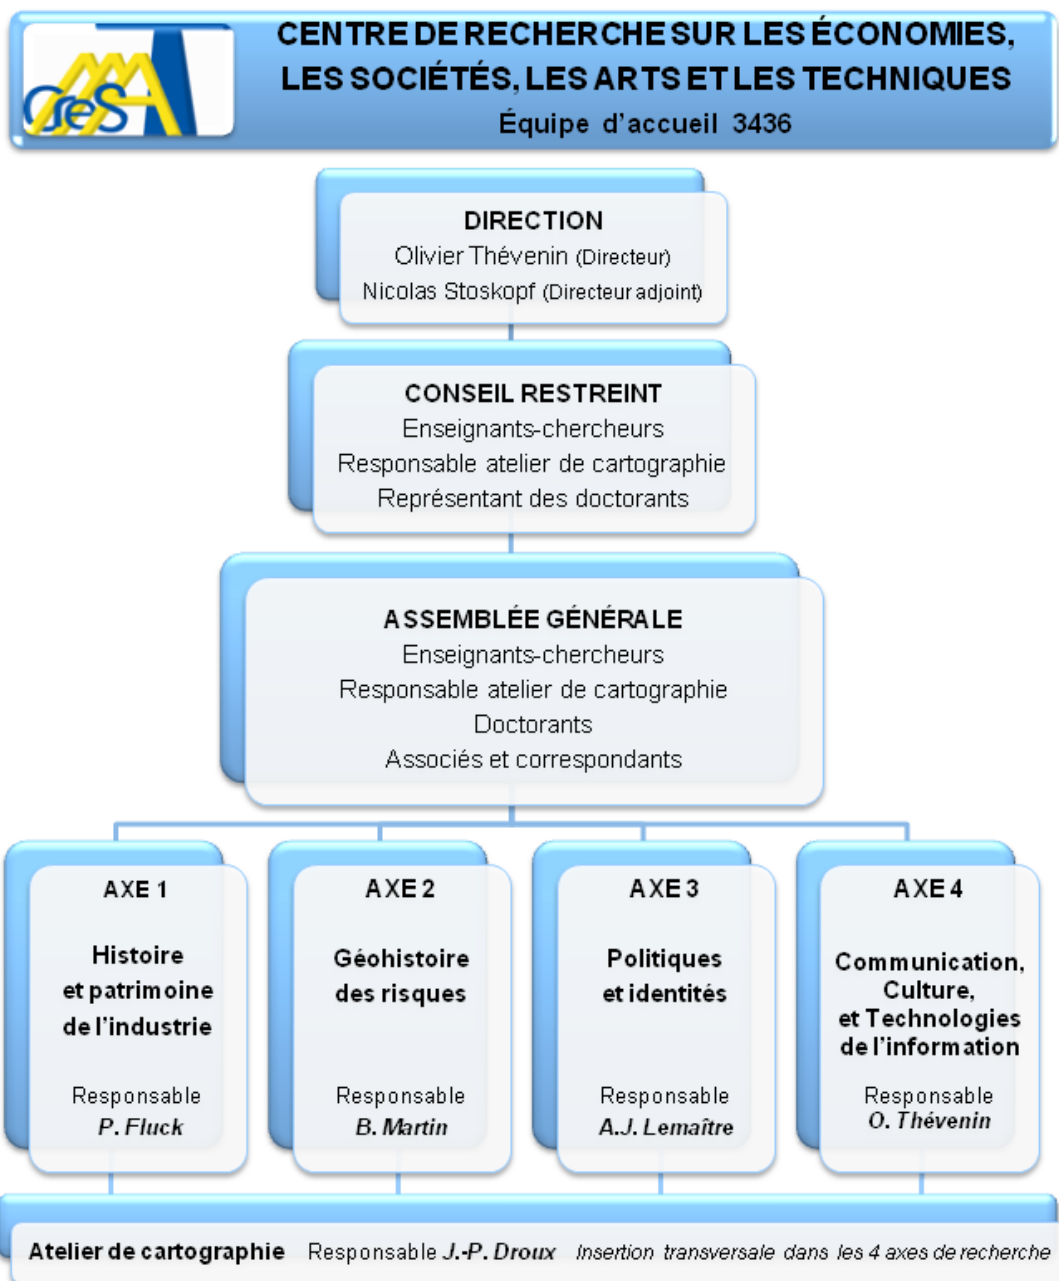 CreSAT
CENTRE DE RECHERCHE SUR LES ÉCONOMIES,
LES SOCIÉTÉS, LES ARTS ET LES TECHNIQUES
Équipe d'accueil 3436
DIRECTION
Olivier Thévenin (Directeur)
Nicolas Stoskopf (Directeur adjoint)
CONSEIL RESTREINT
Enseignants-chercheurs
Responsable atelier de cartographie
Représentant des doctorants
ASSEMBLÉE GÉNÉRALE
Enseignants-chercheurs
Responsable atelier de cartographie
Doctorants
Associés et correspondants
AXE 1
Histoire
et patrimoine
de l'industrie
Responsable
P. Fluck
AXE 2
Géohistoire
des risques
Responsable
B. Martin
AXE 3
Politiques
et identités
Responsable
A.J. Lemaître
AXE 4
Communication,
Culture,
et Technologies
de l'information
Responsable
O. Thévenin
Atelier de cartographie Responsable J.-P. Droux Insertion transversale dans les 4 axes de recherche